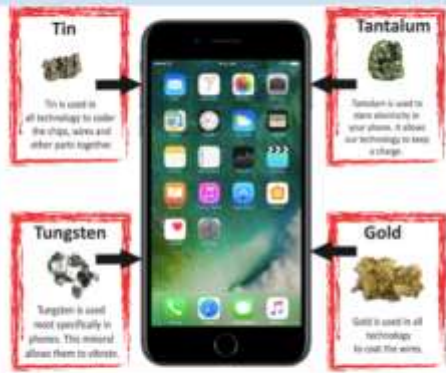 Tin
Tin is used in
all technology to solder
the chips, wires and
other parts together.
Tantalum
Tantalum is used to
store electricity in
your phone. It allows
our technology to keep
a charge.
Tungsten
Tungsten is used
most specifically in
phones. This mineral
allows them to vibrate.
Gold
Gold is used in all
technology
to coat the wires.